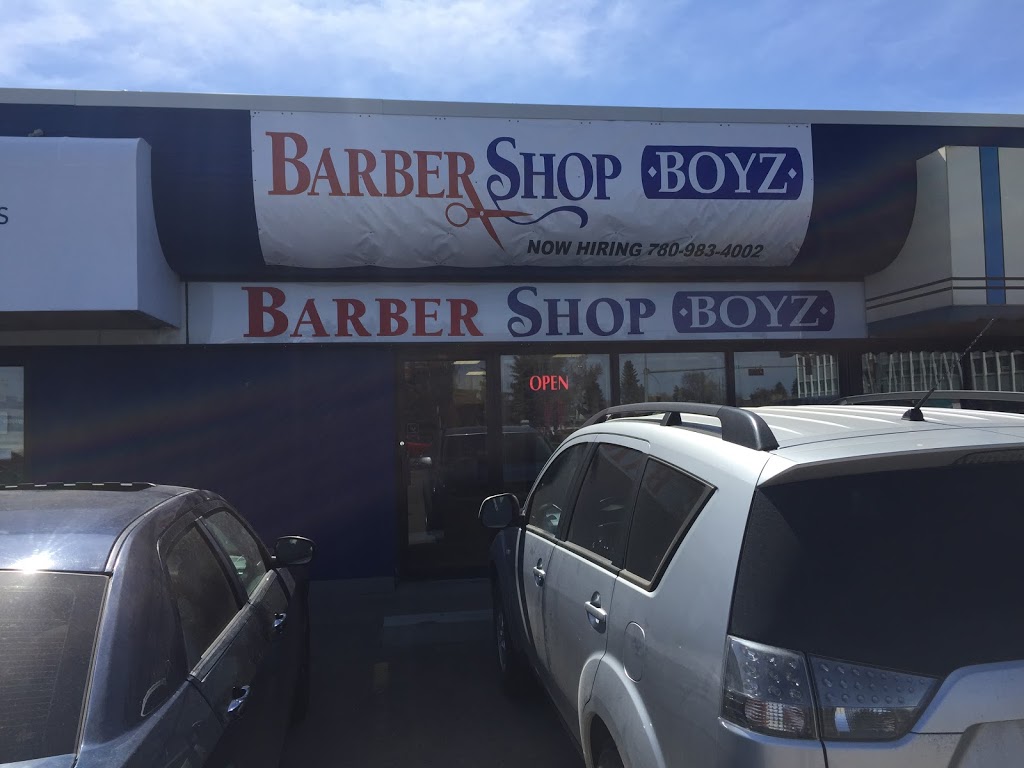 BARBER SHOP ·BOYZ·
NOW HIRING 780-983-4002
BARBER SHOP ·BOYZ·
OPEN
S